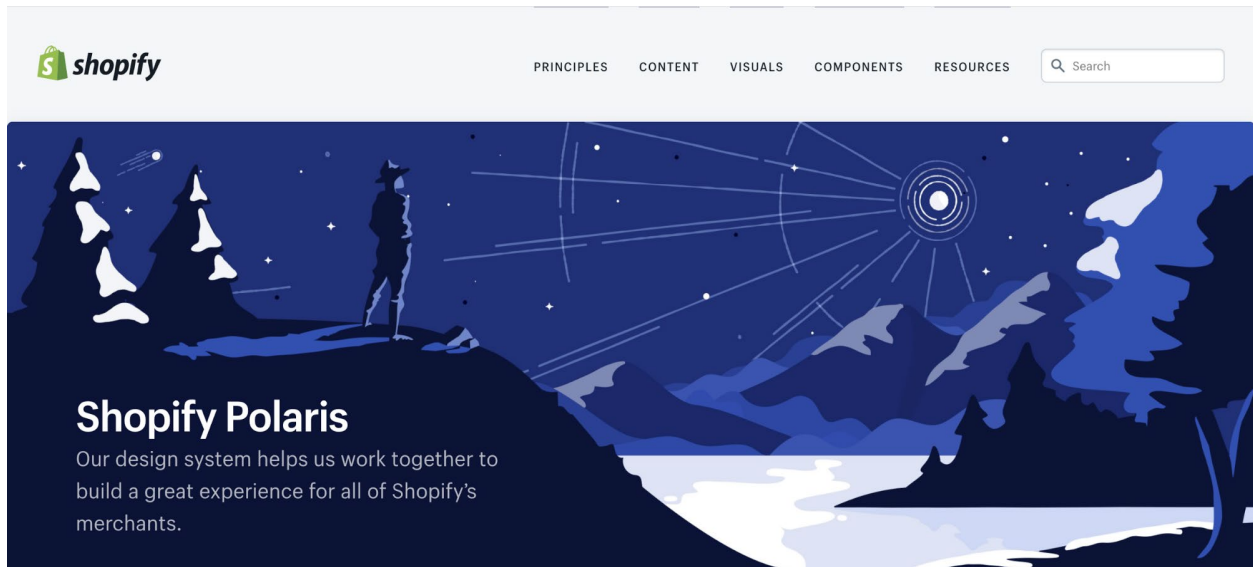 shopify
PRINCIPLES CONTENT VISUALS COMPONENTS RESOURCES Search
Shopify Polaris
Our design system helps us work together to
build a great experience for all of Shopify’s
merchants.